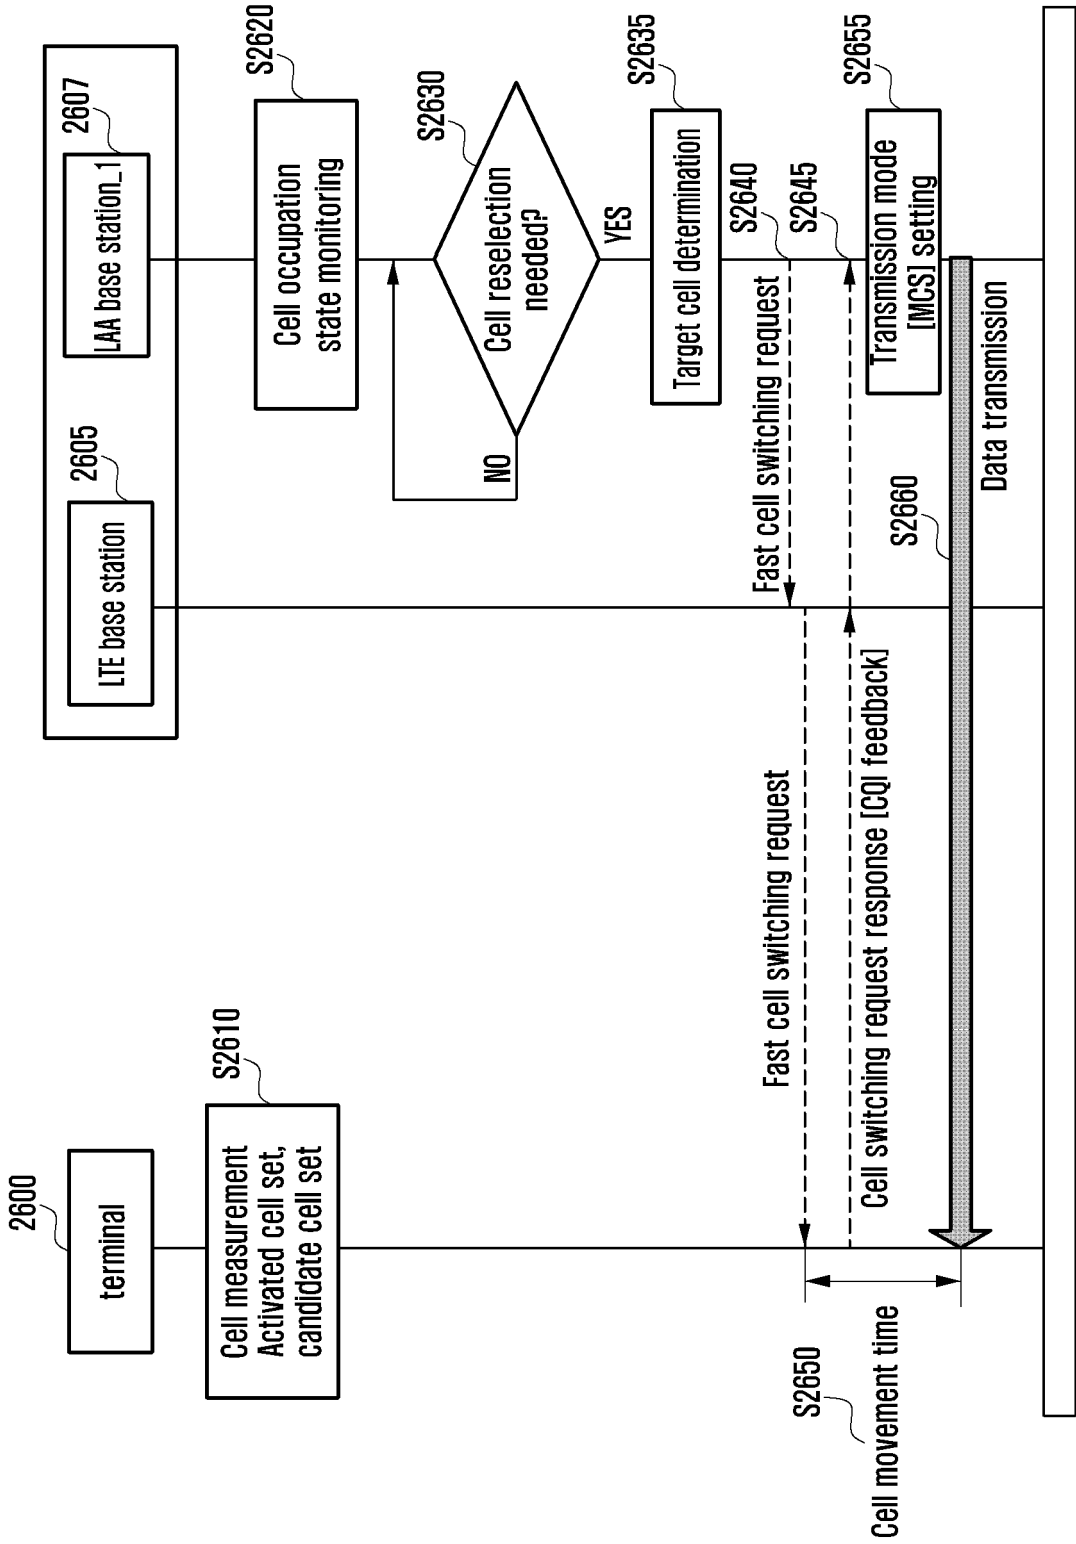 2600
terminal
2605
LTE base station
2607
LAA base station_1
S2610
Cell measurement
Activated cell set,
candidate cell set
S2620
Cell occupation
state monitoring
S2630
Cell reselection
needed?
NO
YES
S2635
Target cell determination
S2640
Fast cell switching request
Fast cell switching request
S2645
Cell switching request response [CQI feedback]
S2650
Cell movement time
S2655
Transmission mode
[MCS] setting
S2660
Data transmission